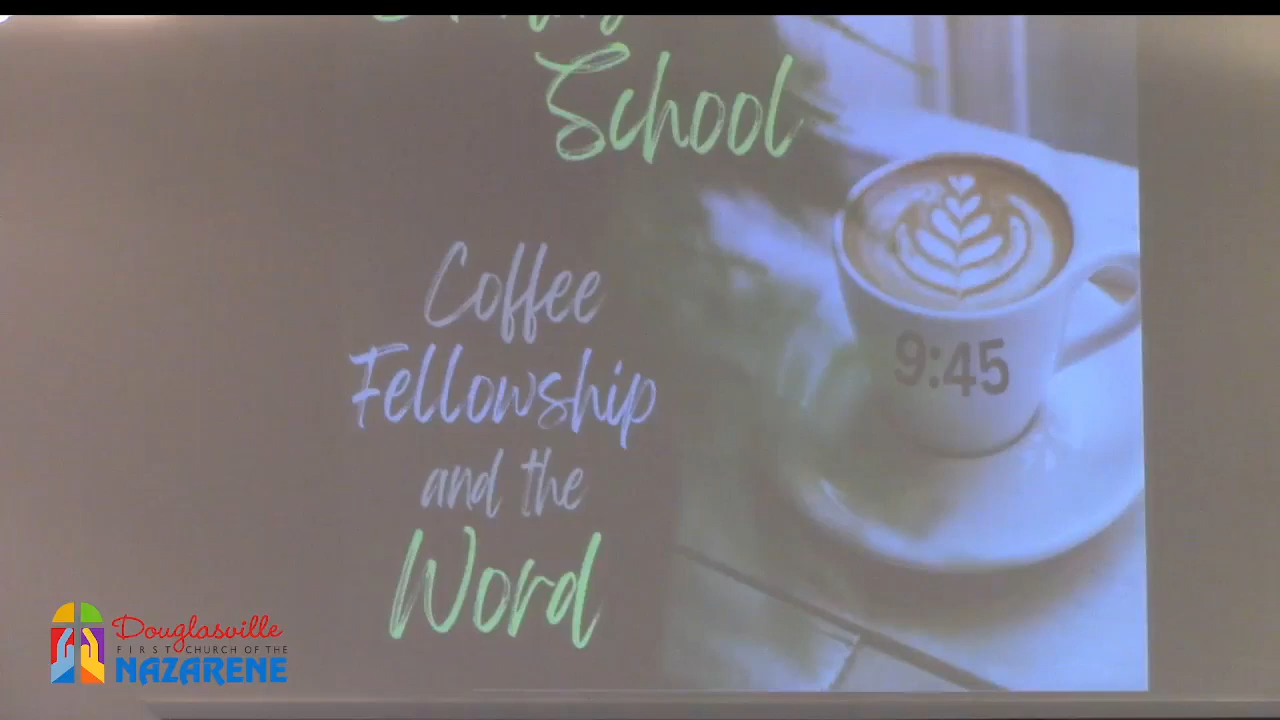 School
Coffee
Fellowship
and the
Word
9:45
Douglasville
FIRST CHURCH OF THE
NAZARENE